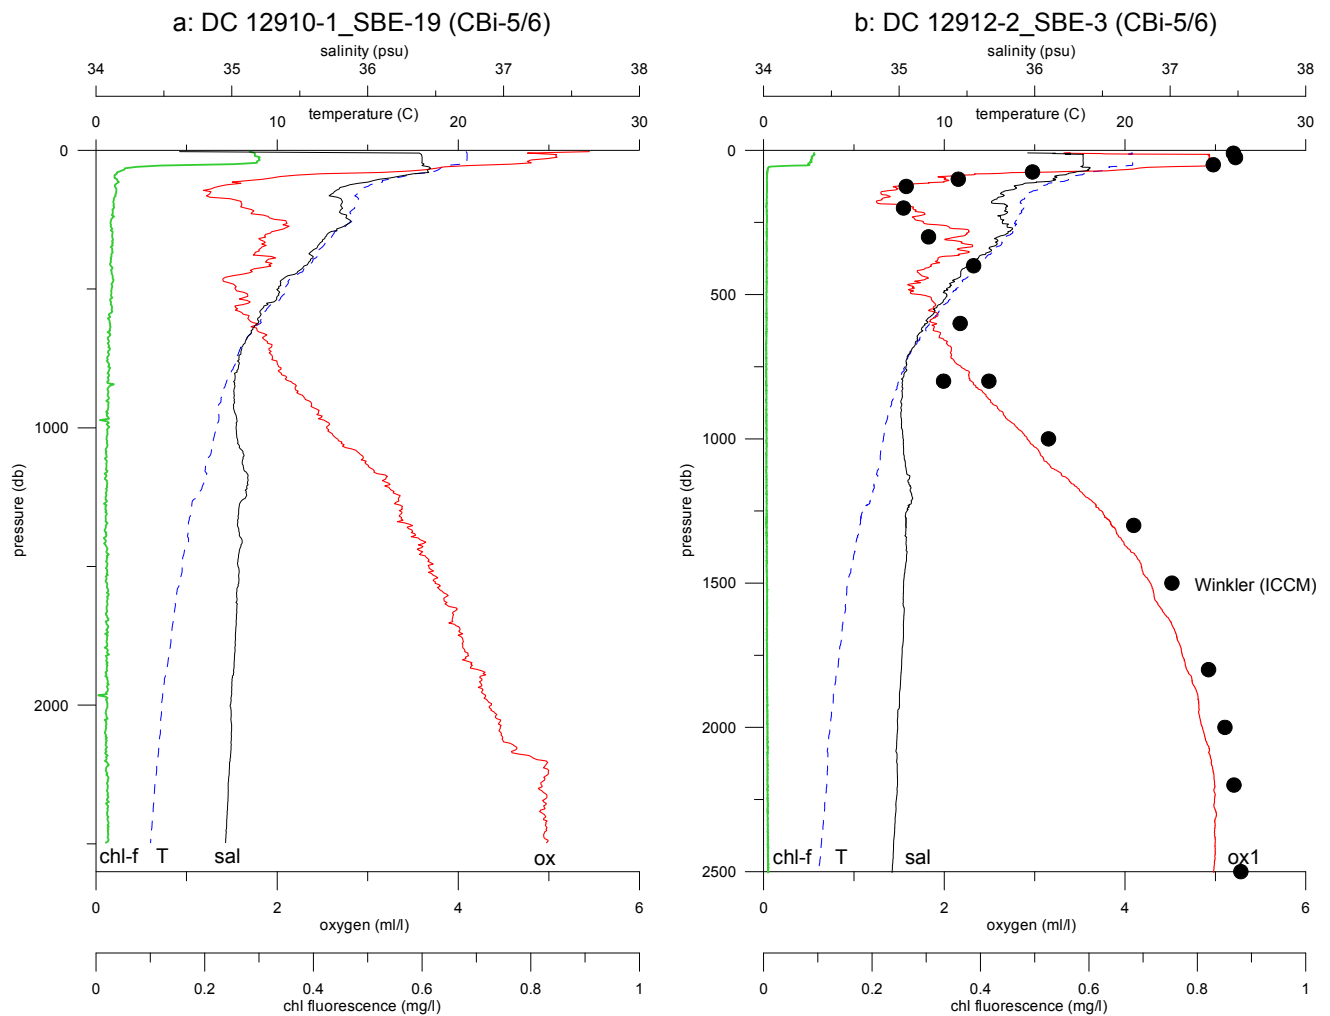 a: DC 12910-1_SBE-19 (CBi-5/6)
salinity (psu)
34 35 36 37 38
temperature (C)
0 10 20 30
0
1000
2000
pressure (db)
chl-f T sal ox
0 2 4 6
oxygen (ml/l)
0 0.2 0.4 0.6 0.8 1
chl fluorescence (mg/l)
b: DC 12912-2_SBE-3 (CBi-5/6)
salinity (psu)
34 35 36 37 38
temperature (C)
0 10 20 30
0
500
1000
1500
2000
2500
pressure (db)
Winkler (ICCM)
chl-f T sal ox1
0 2 4 6
oxygen (ml/l)
0 0.2 0.4 0.6 0.8 1
chl fluorescence (mg/l)